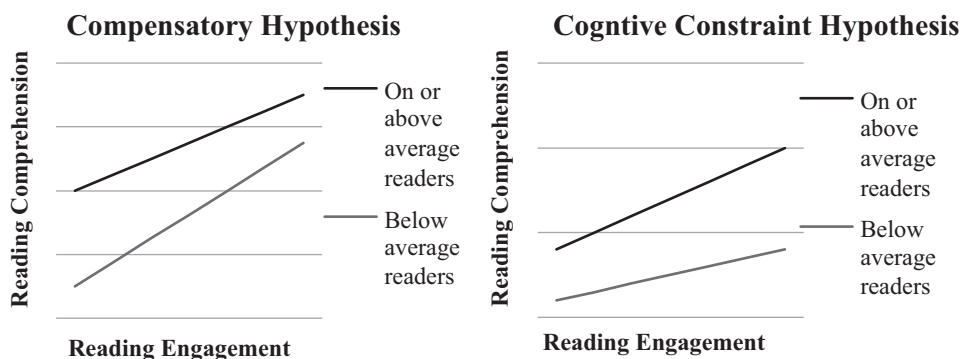 Compensatory Hypothesis
Reading Comprehension
On or
above
average
readers
Below
average
readers
Reading Engagement
Cogntive Constraint Hypothesis
Reading Comprehension
On or
above
average
readers
Below
average
readers
Reading Engagement